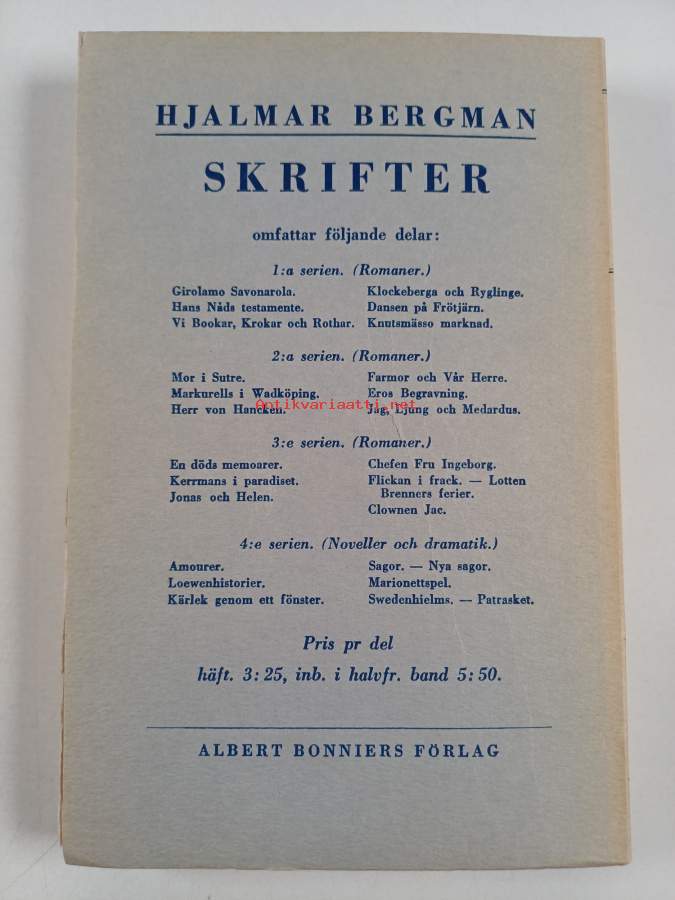 HJALMAR BERGMAN
SKRIFTER
omfattar följande delar:
1:a serien. (Romaner.)
Girolamo Savonarola.
Hans Nåds testamente.
Vi Bookar, Krokar och Rothar.
Klockeberga och Ryglinge.
Dansen på Frötjärn.
Knutsmässo marknad.
2:a serien. (Romaner.)
Mor i Sutre.
Markurells i Wadköping.
Herr von Hancken.
Farmor och Vår Herre.
Eros Begravning.
Jag, Ljung och Medardus.
Antikvariaatti.net
3:e serien. (Romaner.)
En döds memoarer.
Kerrmans i paradiset.
Jonas och Helen.
Chefen Fru Ingeborg.
Flickan i frack. — Lotten
Brenners ferier.
Clownen Jac.
4:e serien. (Noveller och dramatik.)
Amourer.
Loewenhistorier.
Kärlek genom ett fönster.
Sagor. — Nya sagor.
Marionettspel.
Swedenhielms. — Patrasket.
Pris pr del
häft. 3:25, inb. i halvfr. band 5:50.
ALBERT BONNIERS FÖRLAG